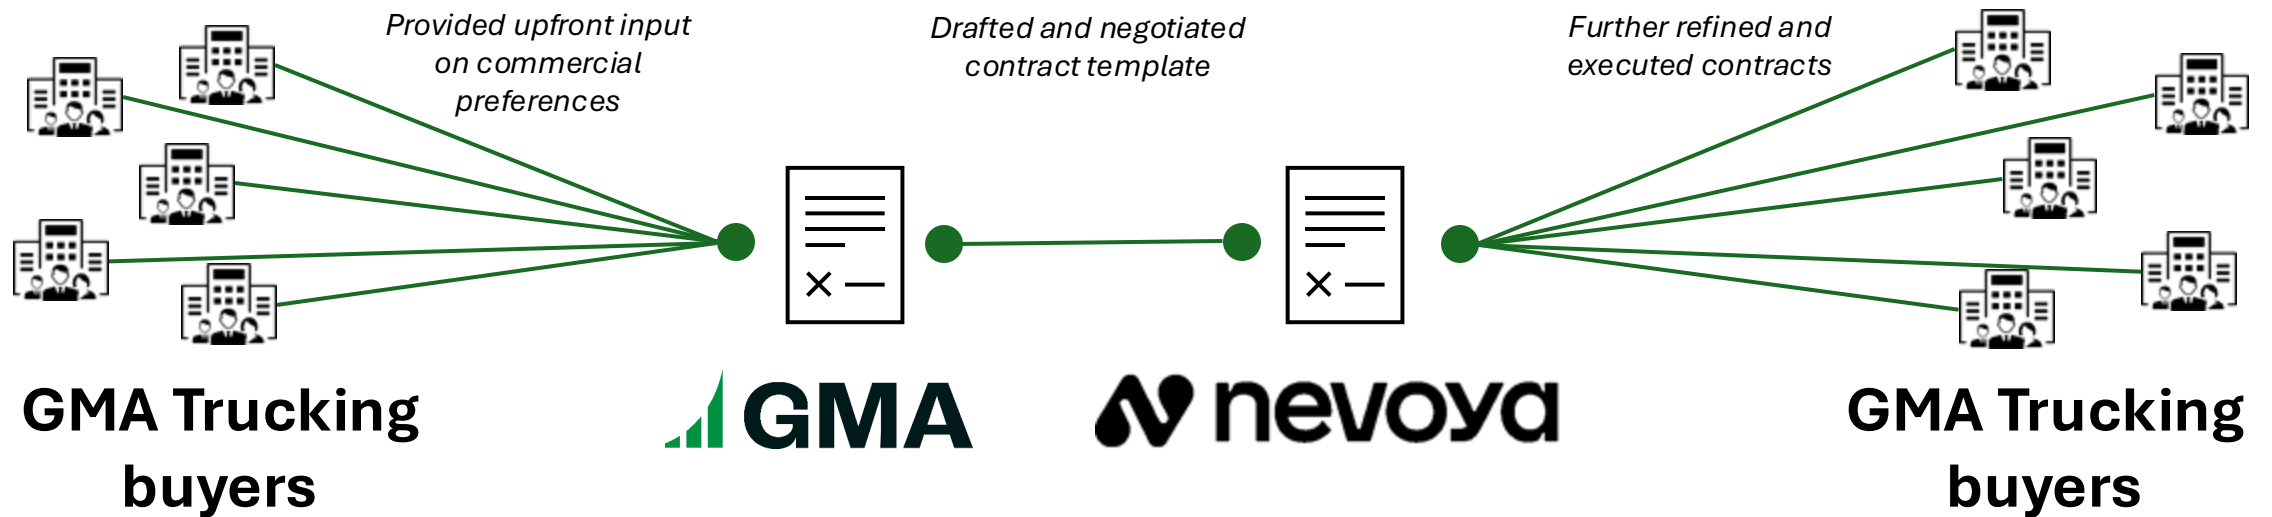 Provided upfront input
on commercial
preferences
Drafted and negotiated
contract template
Further refined and
executed contracts
GMA Trucking
buyers
GMA
nevoya
GMA Trucking
buyers